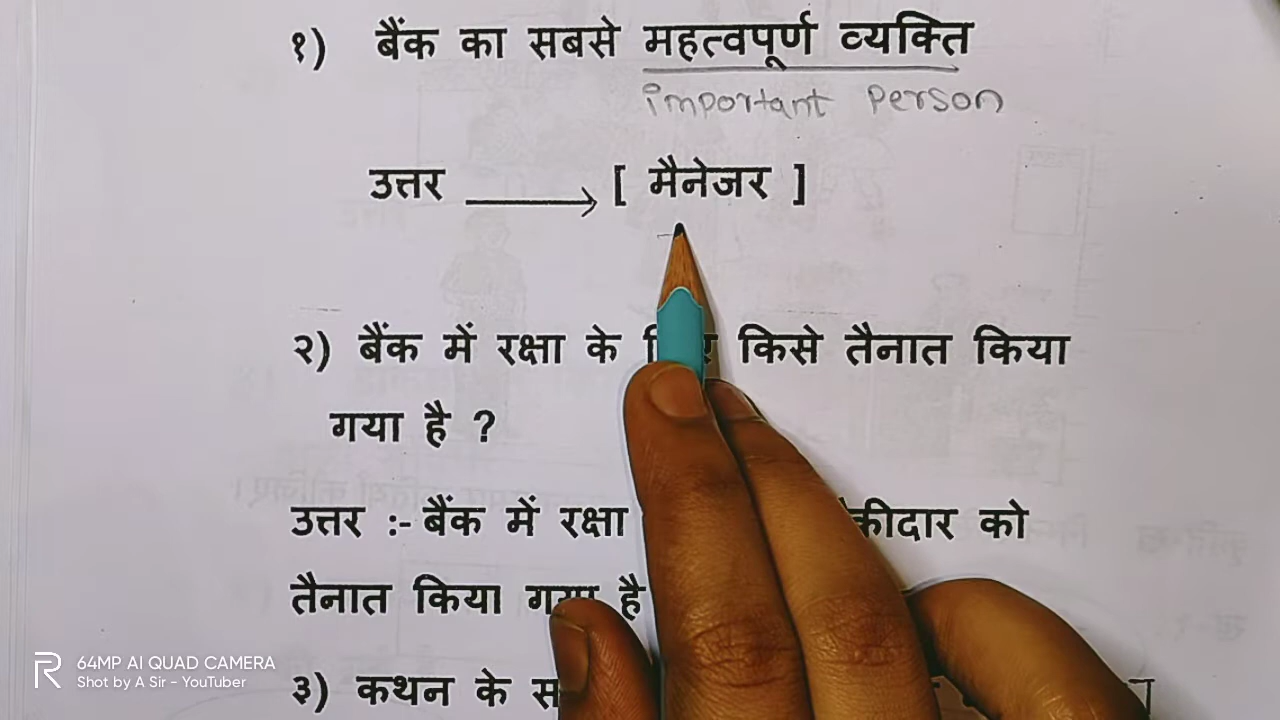 १) बैंक का सबसे महत्वपूर्ण व्यक्ति
important person
उत्तर [ मैनेजर ]
२) बैंक में रक्षा के किसे तैनात किया
गया है ?
उत्तर :- बैंक में रक्षा को
तैनात किया है
३) कथन के
64MP AI QUAD CAMERA
Shot by A Sir - YouTuber